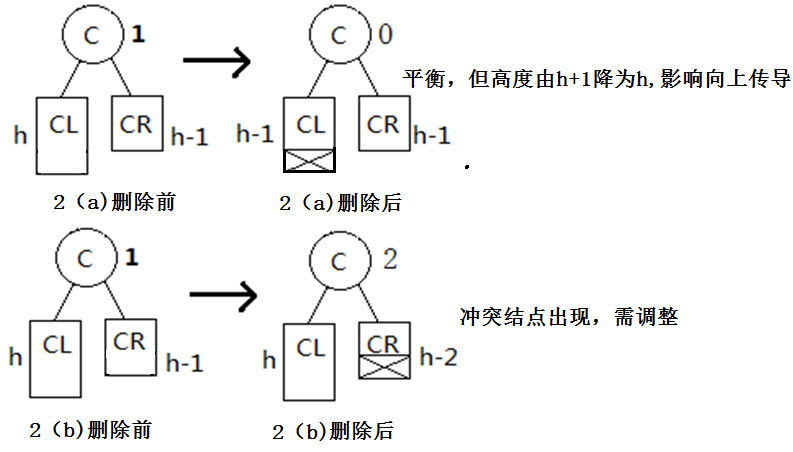 C 1
C 0
平衡，但高度由h+1降为h,影响向上传导
h CL CR h-1
h-1 CL CR h-1
2（a)删除前
2（a)删除后
C 1
C 2
冲突结点出现，需调整
h CL CR h-1
h CL CR h-2
2（b)删除前
2（b)删除后